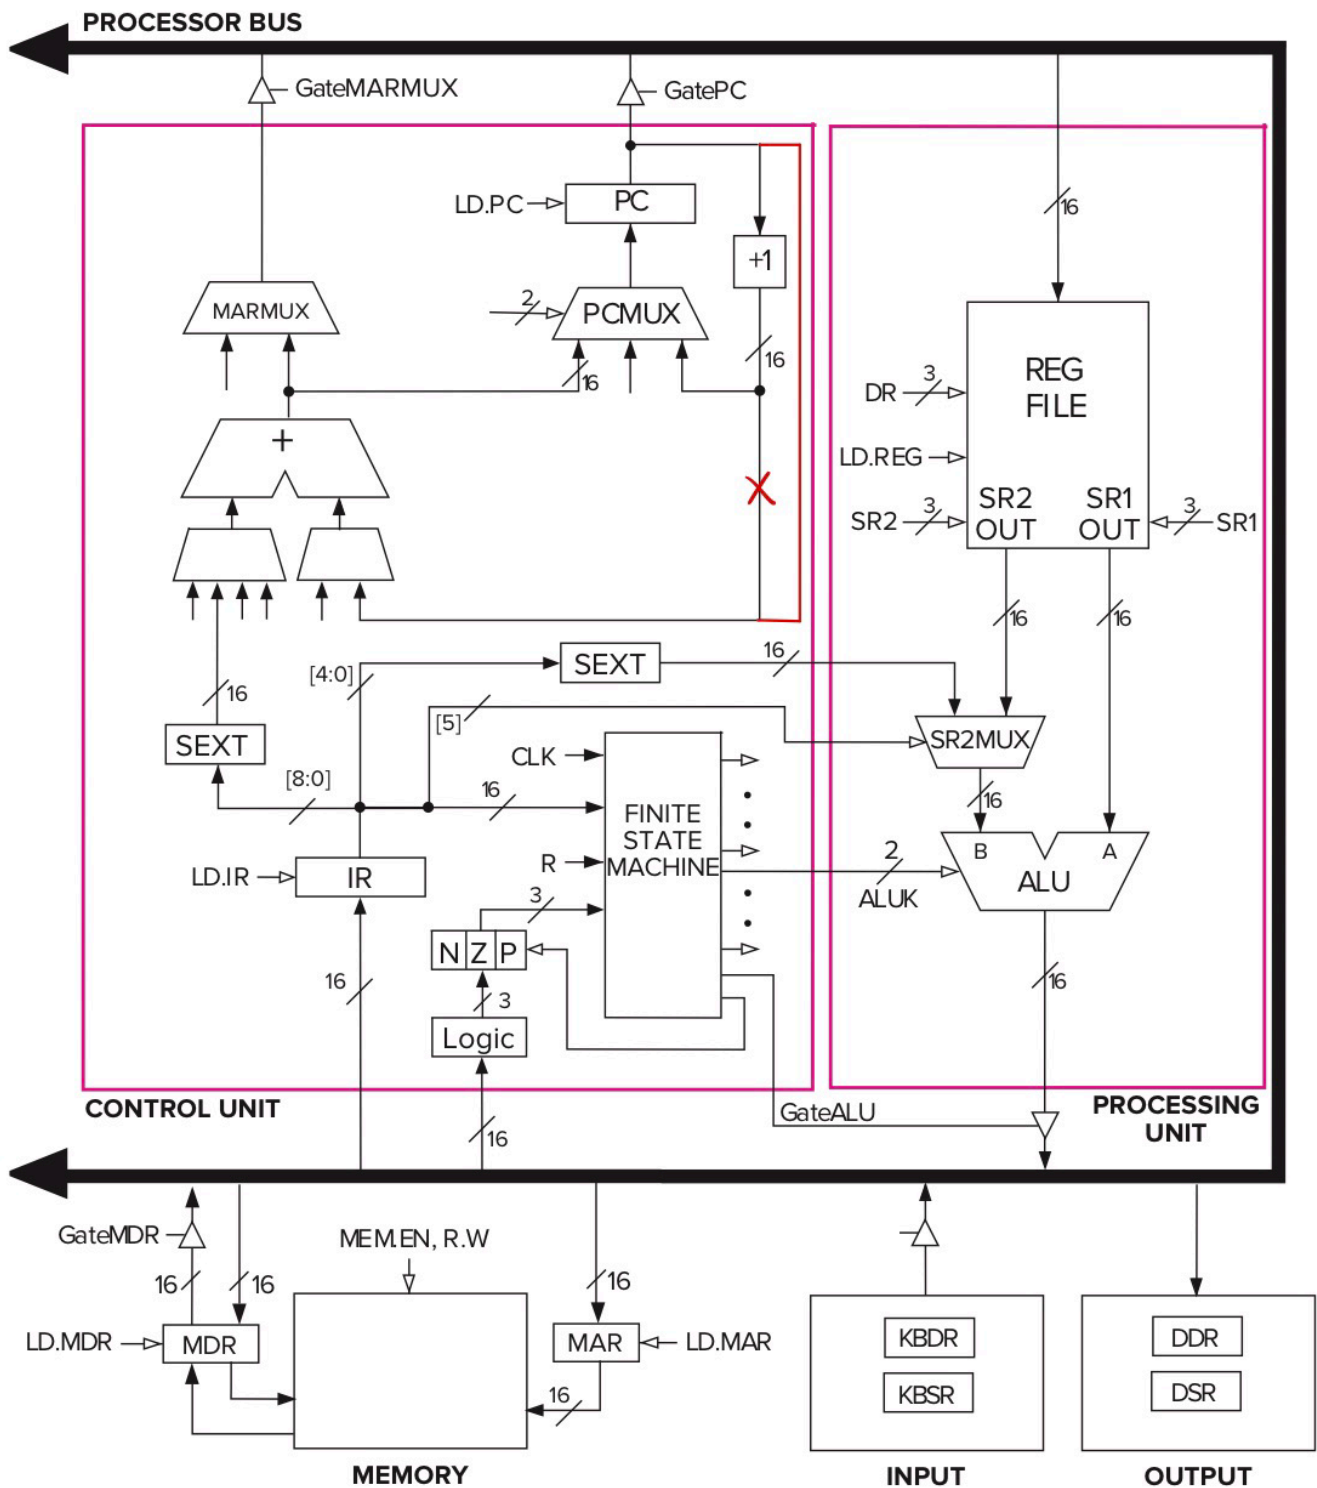 PROCESSOR BUS
GateMARMUX
GatePC
LD.PC
PC
16
+1
MARMUX
2
PCMUX
16
16
REG
FILE
DR
3
+
LD.REG
SR2
OUT
SR1
OUT
SR2
3
3
SR1
X
16
16
[4:0]
SEXT
16
16
[5]
SEXT
SR2MUX
CLK
[8:0]
16
16
FINITE
STATE
MACHINE
B
A
ALU
2
ALUK
R
LD.IR
IR
3
N Z P
16
3
16
Logic
CONTROL UNIT
GateALU
PROCESSING
UNIT
16
GateMDR
MEM.EN, R.W
16
16
16
LD.MDR
MDR
MAR
LD.MAR
16
KBDR
KBSR
DDR
DSR
MEMORY
INPUT
OUTPUT